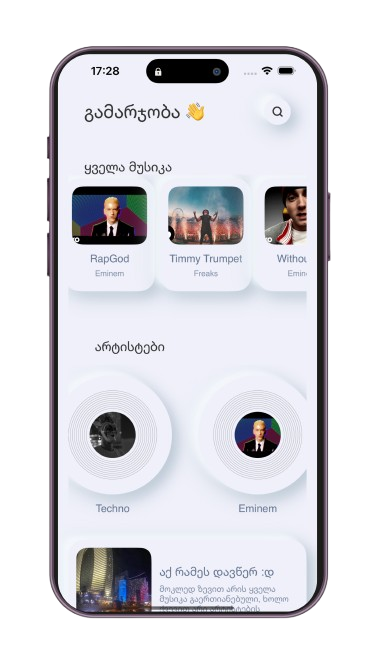 17:28
გამარჯობა 👋
ყველა მუსიკა
RapGod
Timmy Trumpet
Withou
Eminem
Freaks
Emin
არტისტები
Techno
Eminem
აქ რამეს დავწერ :დ
მოკლედ ზევით არის ყველა
მუსიკა გაერთიანებული, ხოლო